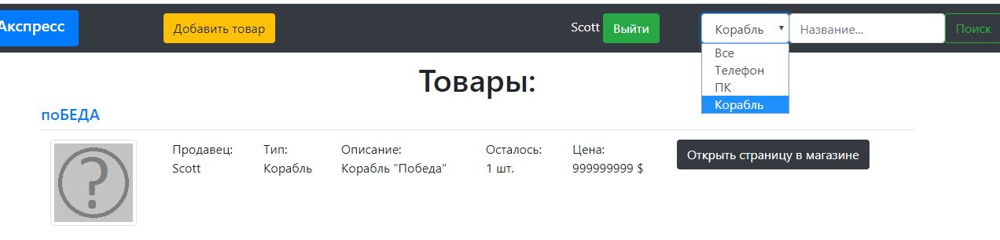 Акспресс
Добавить товар
Scott Выйти
Корабль
Название...
Поиск
Все
Телефон
ПК
Корабль
Товары:
поБЕДА
Продавец: Тип: Описание: Осталось: Цена:
Scott Корабль Корабль "Победа" 1 шт. 999999999 $
Открыть страницу в магазине